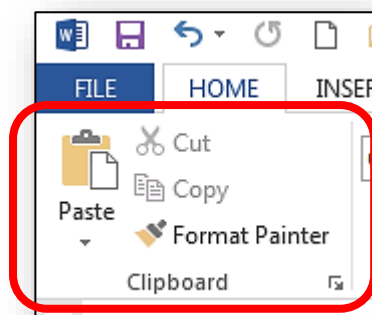 FILE HOME INSER
Cut
Copy
Paste
Format Painter
Clipboard